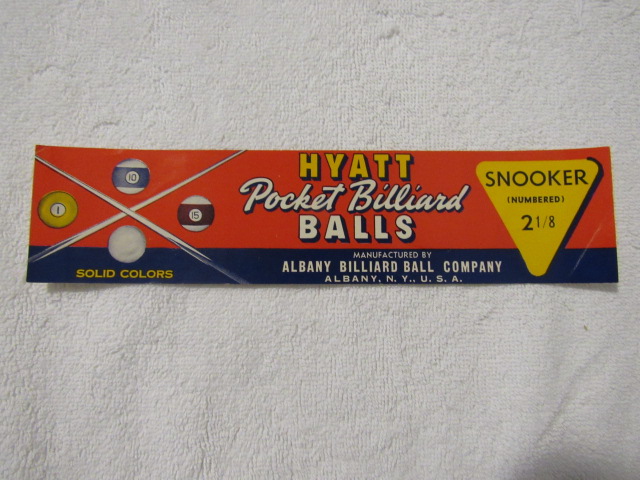 HYATT
Pocket Billiard
BALLS
MANUFACTURED BY
ALBANY BILLIARD BALL COMPANY
ALBANY, N. Y., U. S. A.
1
10
15
SOLID COLORS
SNOOKER
(NUMBERED)
2 1/8